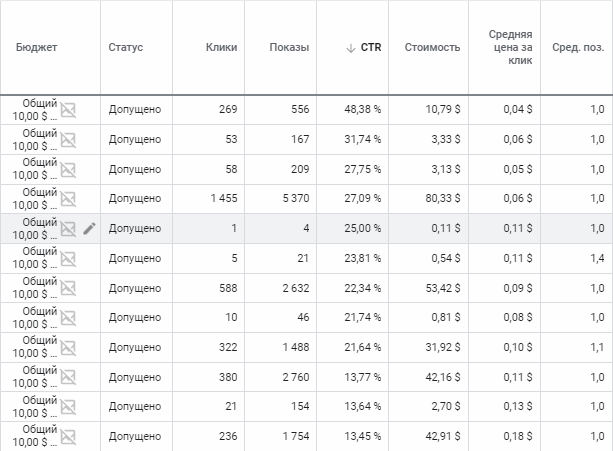 Бюджет Статус Клики Показы ↓ CTR Стоимость Средняя цена за клик Сред. поз.
Общий 10,00 $ ... Допущено 269 556 48,38 % 10,79 $ 0,04 $ 1,0
Общий 10,00 $ ... Допущено 53 167 31,74 % 3,33 $ 0,06 $ 1,0
Общий 10,00 $ ... Допущено 58 209 27,75 % 3,13 $ 0,05 $ 1,0
Общий 10,00 $ ... Допущено 1 455 5 370 27,09 % 80,33 $ 0,06 $ 1,0
Общий 10,00 $ ... Допущено 1 4 25,00 % 0,11 $ 0,11 $ 1,0
Общий 10,00 $ ... Допущено 5 21 23,81 % 0,54 $ 0,11 $ 1,4
Общий 10,00 $ ... Допущено 588 2 632 22,34 % 53,42 $ 0,09 $ 1,0
Общий 10,00 $ ... Допущено 10 46 21,74 % 0,81 $ 0,08 $ 1,0
Общий 10,00 $ ... Допущено 322 1 488 21,64 % 31,92 $ 0,10 $ 1,1
Общий 10,00 $ ... Допущено 380 2 760 13,77 % 42,16 $ 0,11 $ 1,0
Общий 10,00 $ ... Допущено 21 154 13,64 % 2,70 $ 0,13 $ 1,0
Общий 10,00 $ ... Допущено 236 1 754 13,45 % 42,91 $ 0,18 $ 1,0